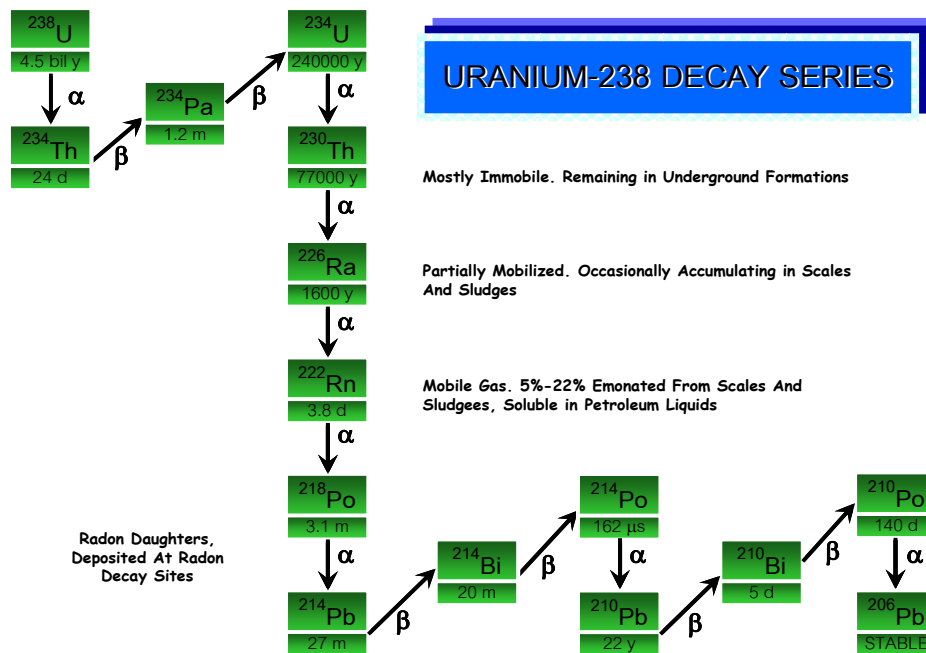 URANIUM-238 DECAY SERIES
²³⁸U
4.5 bil y
α
²³⁴Th
24 d
β
²³⁴Pa
1.2 m
β
²³⁴U
240000 y
α
²³⁰Th
77000 y
Mostly Immobile. Remaining in Underground Formations
α
²²⁶Ra
1600 y
Partially Mobilized. Occasionally Accumulating in Scales
And Sludges
α
²²²Rn
3.8 d
Mobile Gas. 5%-22% Emonated From Scales And
Sludgees, Soluble in Petroleum Liquids
α
²¹⁸Po
3.1 m
Radon Daughters,
Deposited At Radon
Decay Sites
α
²¹⁴Pb
27 m
β
²¹⁴Bi
20 m
β
²¹⁴Po
162 µs
α
²¹⁰Pb
22 y
β
²¹⁰Bi
5 d
β
²¹⁰Po
140 d
α
²⁰⁶Pb
STABLE